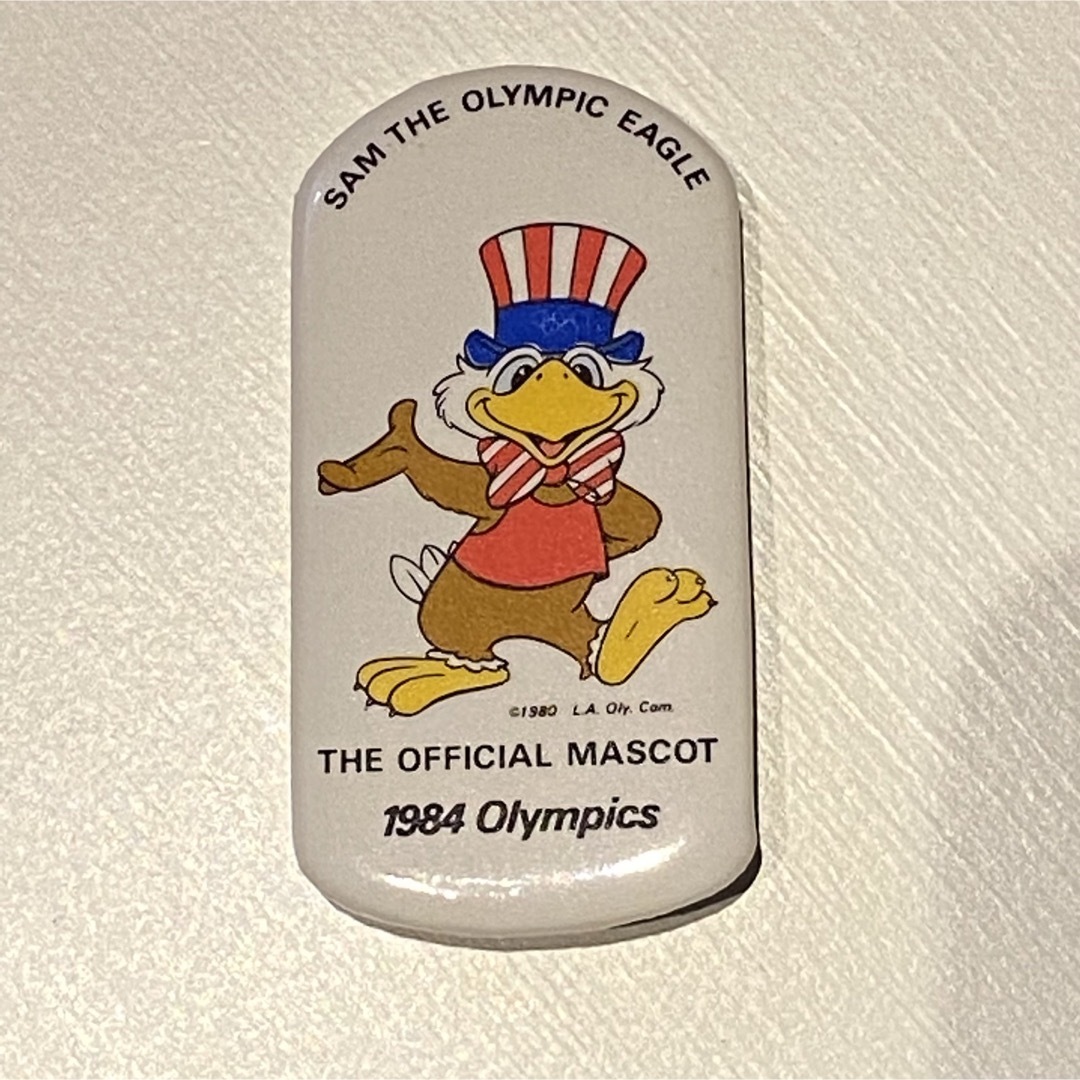 SAM THE OLYMPIC EAGLE
©1980 L.A. Oly. Com.
THE OFFICIAL MASCOT
1984 Olympics